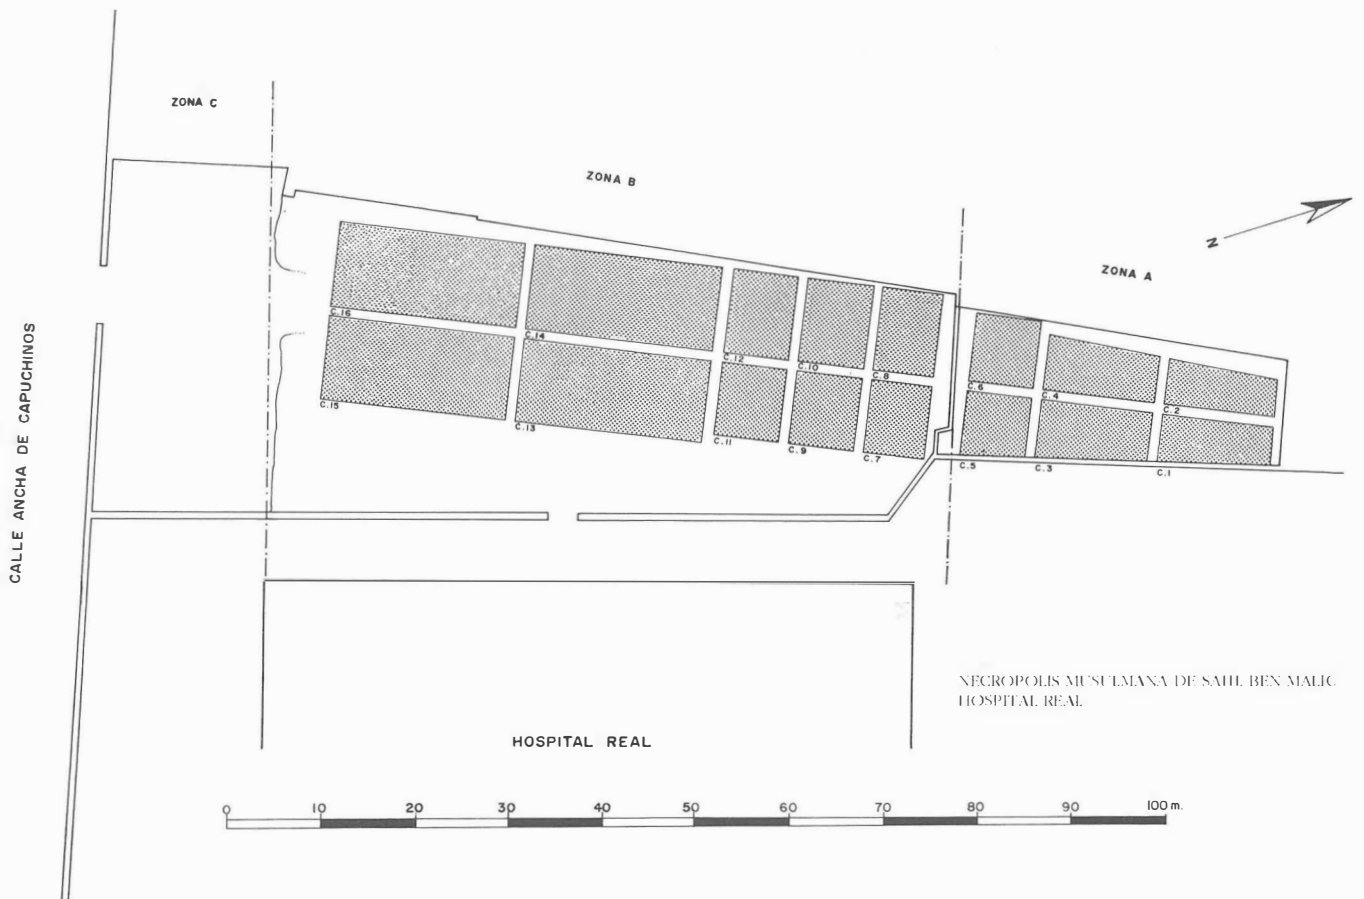 ZONA C
ZONA B
ZONA A
N
CALLE ANCHA DE CAPUCHINOS
C.16
C.14
C.12
C.10
C.8
C.6
C.4
C.2
C.15
C.13
C.11
C.9
C.7
C.5
C.3
C.1
NECROPOLIS MUSULMANA DE SAHL BEN MALIC
HOSPITAL REAL
HOSPITAL REAL
0 10 20 30 40 50 60 70 80 90 100 m.